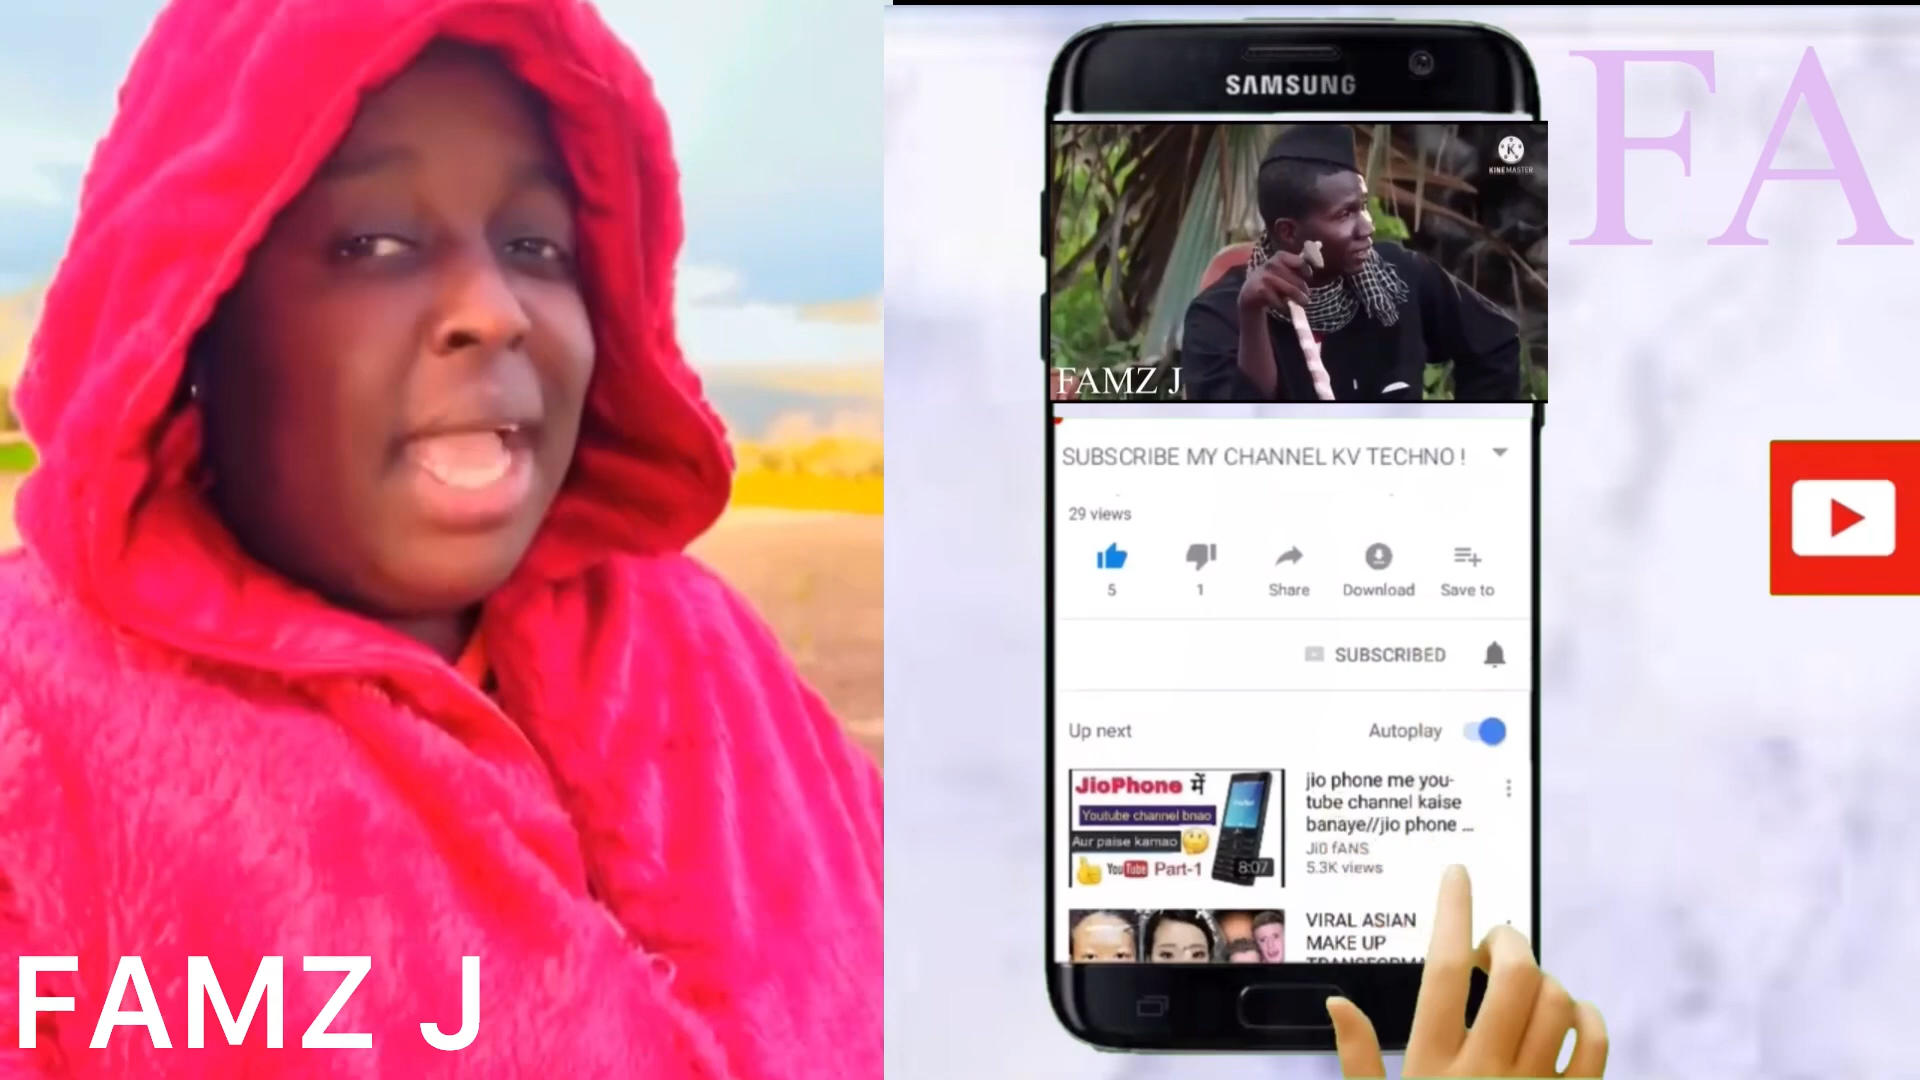 FAMZ J
SAMSUNG
FA
KINEMASTER
FAMZ J
SUBSCRIBE MY CHANNEL KV TECHNO !
29 views
5
1
Share
Download
Save to
SUBSCRIBED
Up next
Autoplay
JioPhone में
Youtube channel bnao
Aur paise kamao
YouTube Part-1
8:07
jio phone me you-
tube channel kaise
banaye//jio phone ...
Ji0 fANS
5.3K views
VIRAL ASIAN
MAKE UP